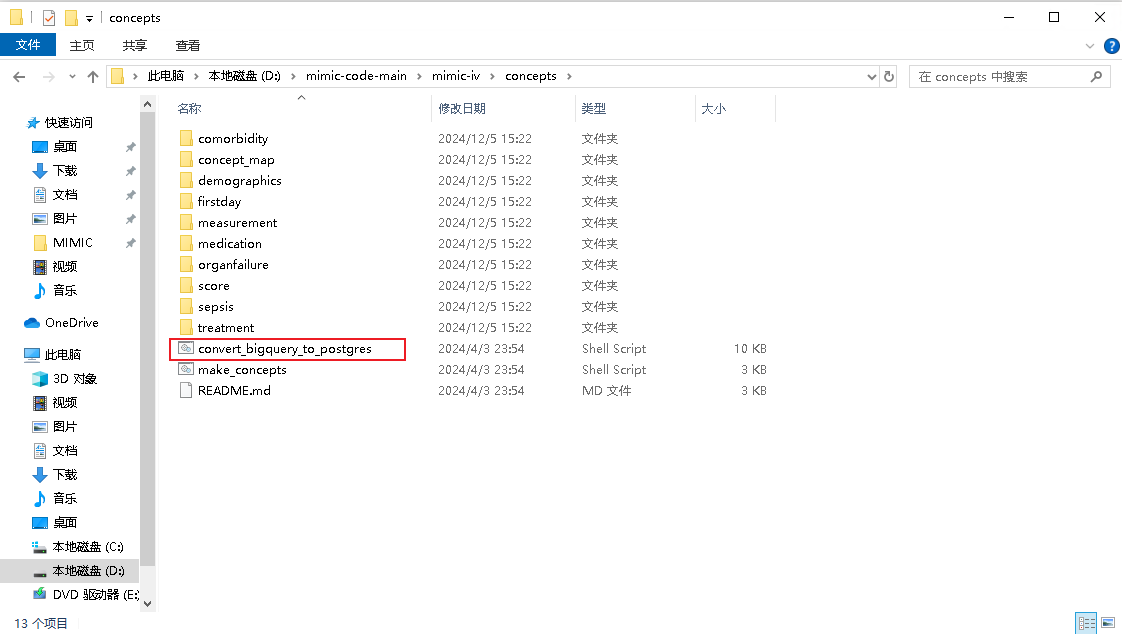 concepts
文件 主页 共享 查看
此电脑 本地磁盘 (D:) mimic-code-main mimic-iv concepts 在 concepts 中搜索
名称 修改日期 类型 大小
快速访问
桌面
下载
文档
图片
MIMIC
视频
音乐
OneDrive
此电脑
3D 对象
视频
图片
文档
下载
音乐
桌面
本地磁盘 (C:)
本地磁盘 (D:)
DVD 驱动器 (E:
comorbidity 2024/12/5 15:22 文件夹
concept_map 2024/12/5 15:22 文件夹
demographics 2024/12/5 15:22 文件夹
firstday 2024/12/5 15:22 文件夹
measurement 2024/12/5 15:22 文件夹
medication 2024/12/5 15:22 文件夹
organfailure 2024/12/5 15:22 文件夹
score 2024/12/5 15:22 文件夹
sepsis 2024/12/5 15:22 文件夹
treatment 2024/12/5 15:22 文件夹
convert_bigquery_to_postgres 2024/4/3 23:54 Shell Script 10 KB
make_concepts 2024/4/3 23:54 Shell Script 3 KB
README.md 2024/4/3 23:54 MD 文件 3 KB
13 个项目